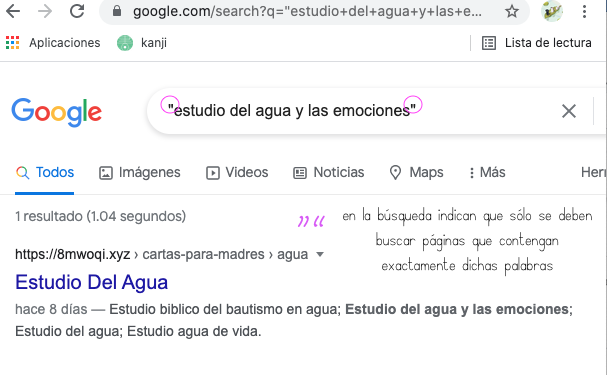 google.com/search?q="estudio+del+agua+y+las+e...
Aplicaciones kanji Lista de lectura
Google "estudio del agua y las emociones"
Todos Imágenes Videos Noticias Maps Más Herr
1 resultado (1.04 segundos)
"" en la búsqueda indican que sólo se deben
buscar páginas que contengan
exactamente dichas palabras
https://8mwoqi.xyz › cartas-para-madres › agua
Estudio Del Agua
hace 8 días — Estudio biblico del bautismo en agua; Estudio del agua y las emociones;
Estudio del agua; Estudio agua de vida.